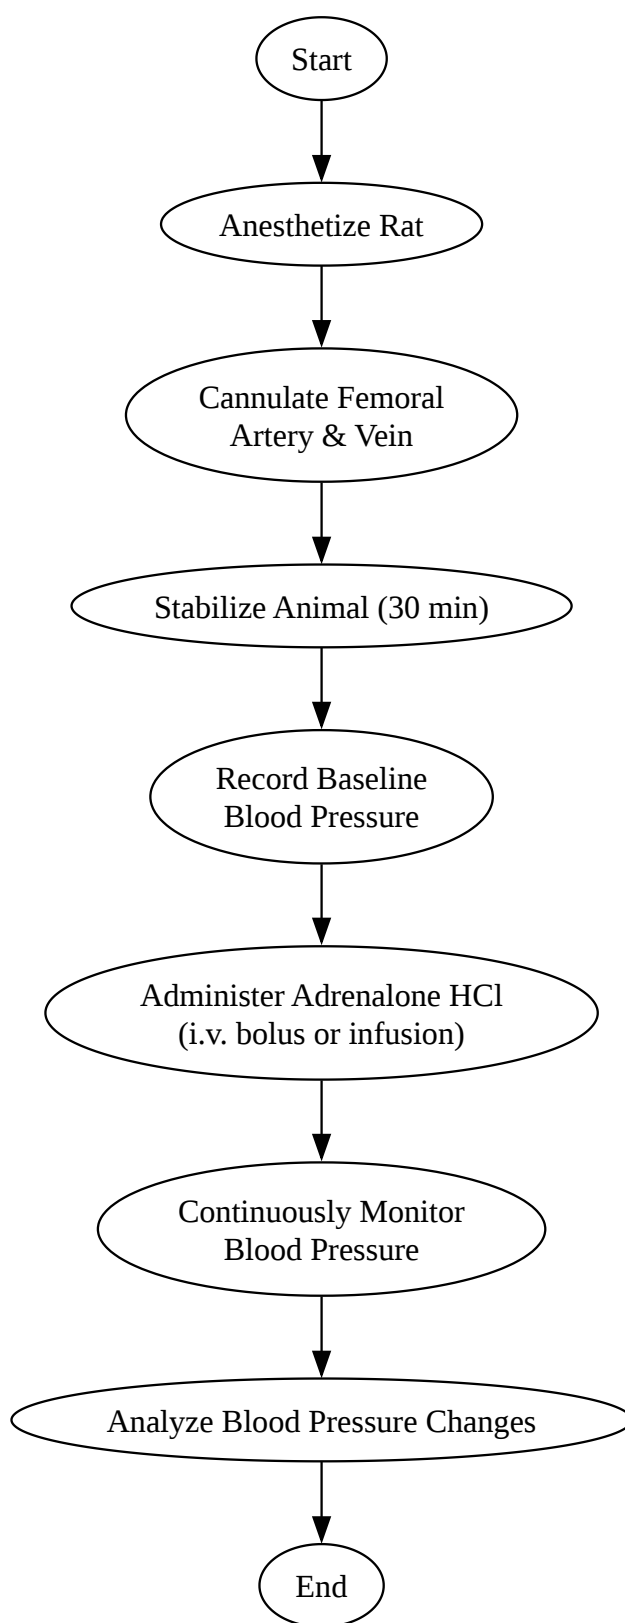 Start
Anesthetize Rat
Cannulate Femoral
Artery & Vein
Stabilize Animal (30 min)
Record Baseline
Blood Pressure
Administer Adrenalone HCl
(i.v. bolus or infusion)
Continuously Monitor
Blood Pressure
Analyze Blood Pressure Changes
End